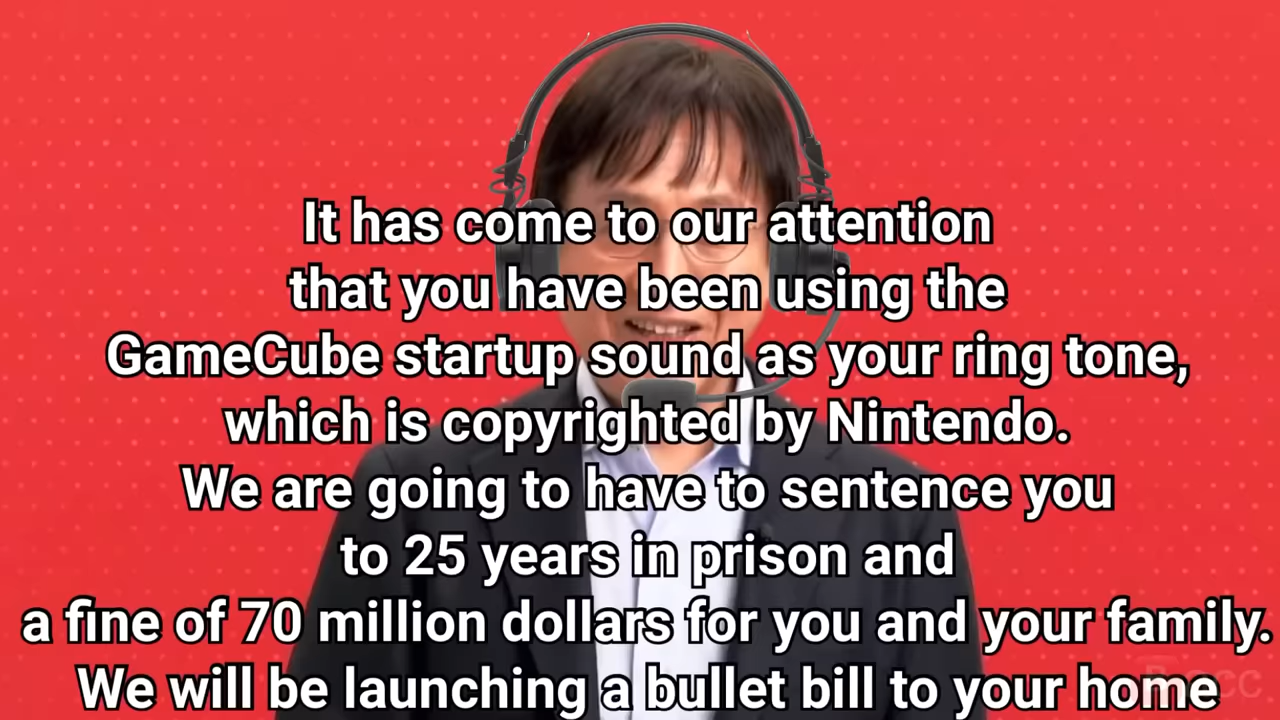 It has come to our attention
that you have been using the
GameCube startup sound as your ring tone,
which is copyrighted by Nintendo.
We are going to have to sentence you
to 25 years in prison and
a fine of 70 million dollars for you and your family.
We will be launching a bullet bill to your home